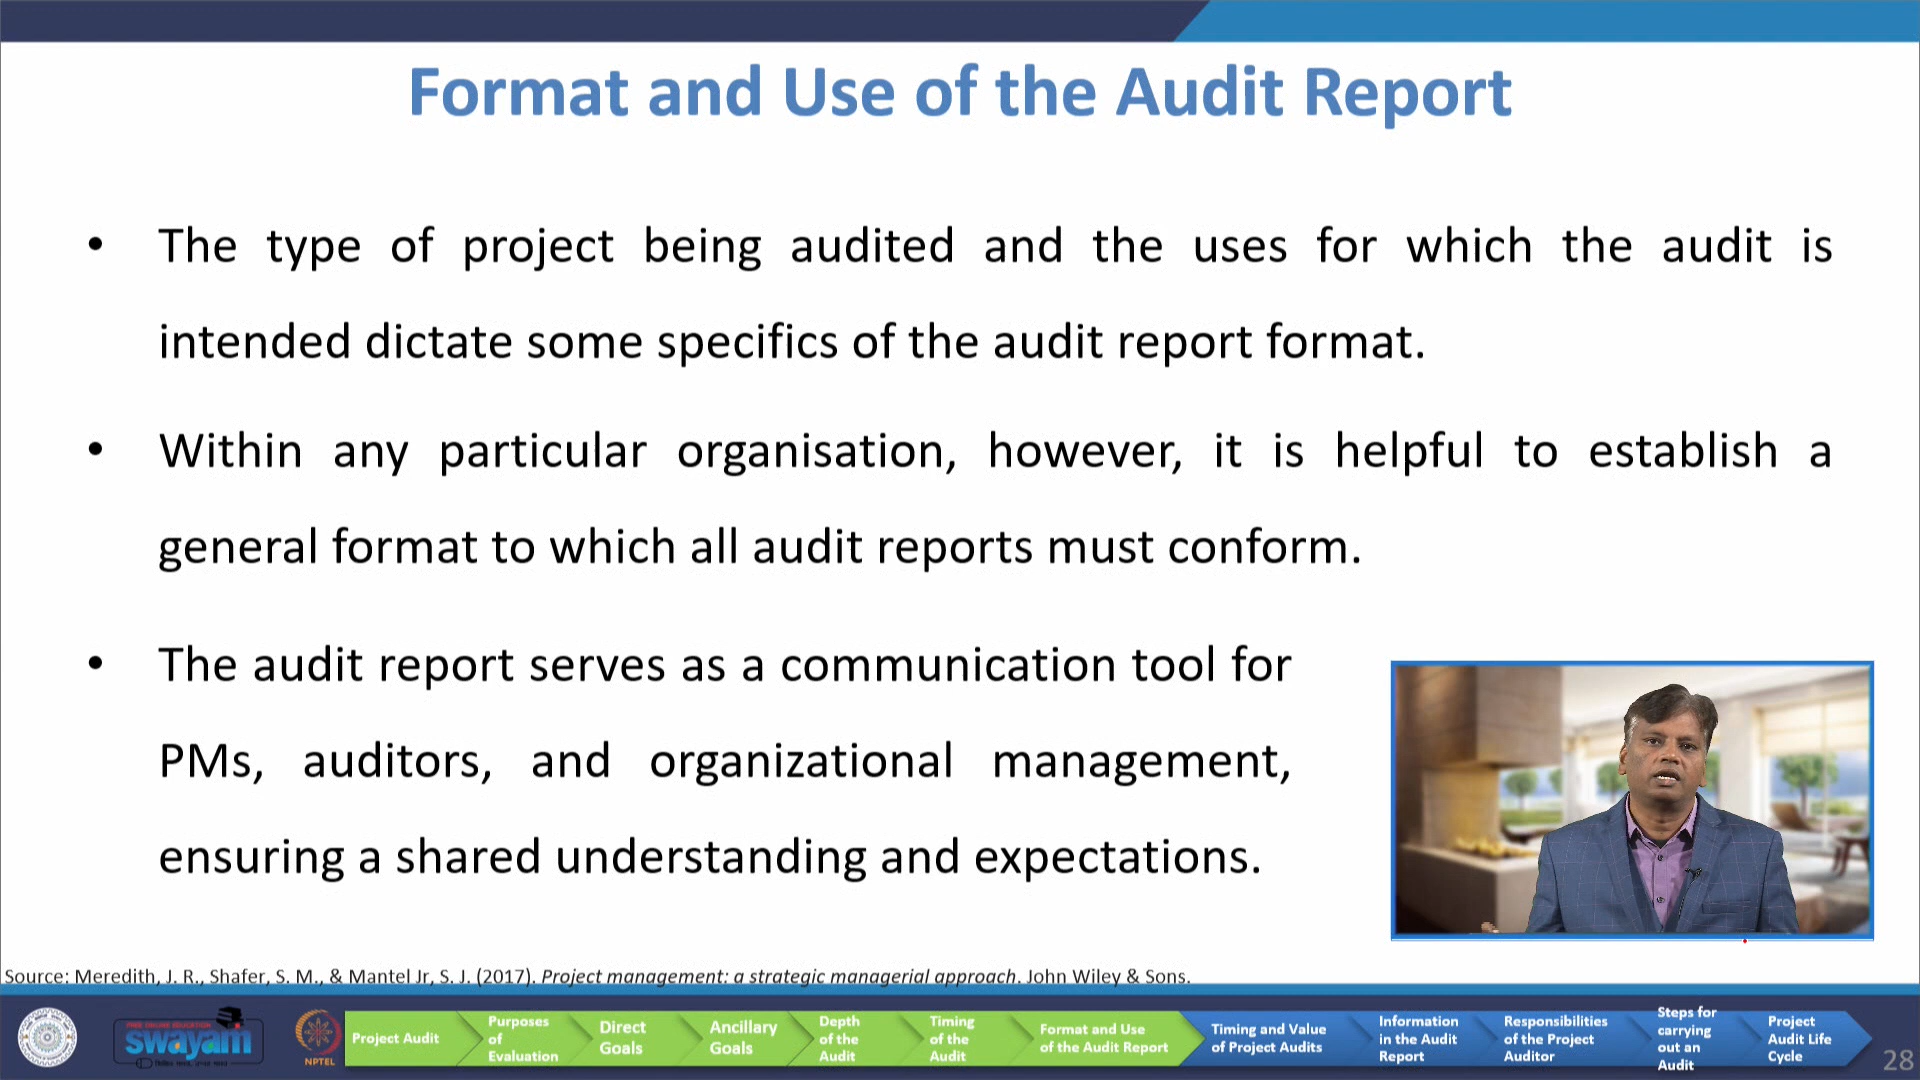 Format and Use of the Audit Report
• The type of project being audited and the uses for which the audit is
intended dictate some specifics of the audit report format.
• Within any particular organisation, however, it is helpful to establish a
general format to which all audit reports must conform.
• The audit report serves as a communication tool for
PMs, auditors, and organizational management,
ensuring a shared understanding and expectations.
Source: Meredith, J. R., Shafer, S. M., & Mantel Jr, S. J. (2017). Project management: a strategic managerial approach. John Wiley & Sons.
FREE ONLINE EDUCATION
swayam
NPTEL
Project Audit
Purposes
of
Evaluation
Direct
Goals
Ancillary
Goals
Depth
of the
Audit
Timing
of the
Audit
Format and Use
of the Audit Report
Timing and Value
of Project Audits
Information
in the Audit
Report
Responsibilities
of the Project
Auditor
Steps for
carrying
out an
Audit
Project
Audit Life
Cycle
28